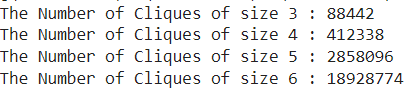 The Number of Cliques of size 3 : 88442
The Number of Cliques of size 4 : 412338
The Number of Cliques of size 5 : 2858096
The Number of Cliques of size 6 : 18928774